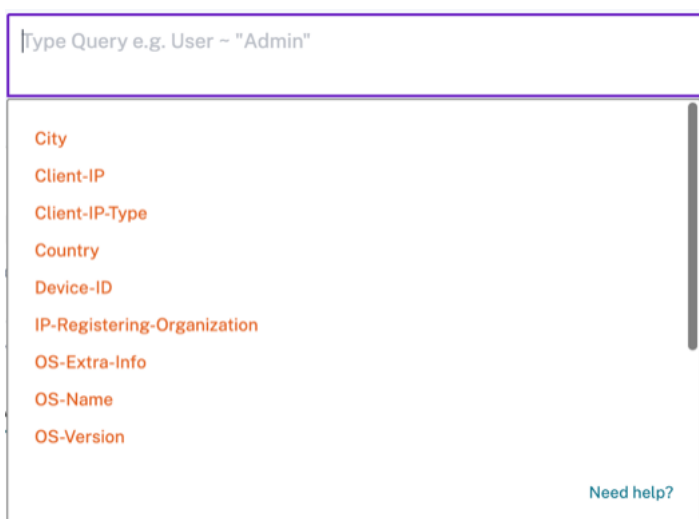 Type Query e.g. User ~ "Admin"
City
Client-IP
Client-IP-Type
Country
Device-ID
IP-Registering-Organization
OS-Extra-Info
OS-Name
OS-Version
Need help?